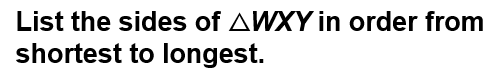 List the sides of △WXY in order from
shortest to longest.